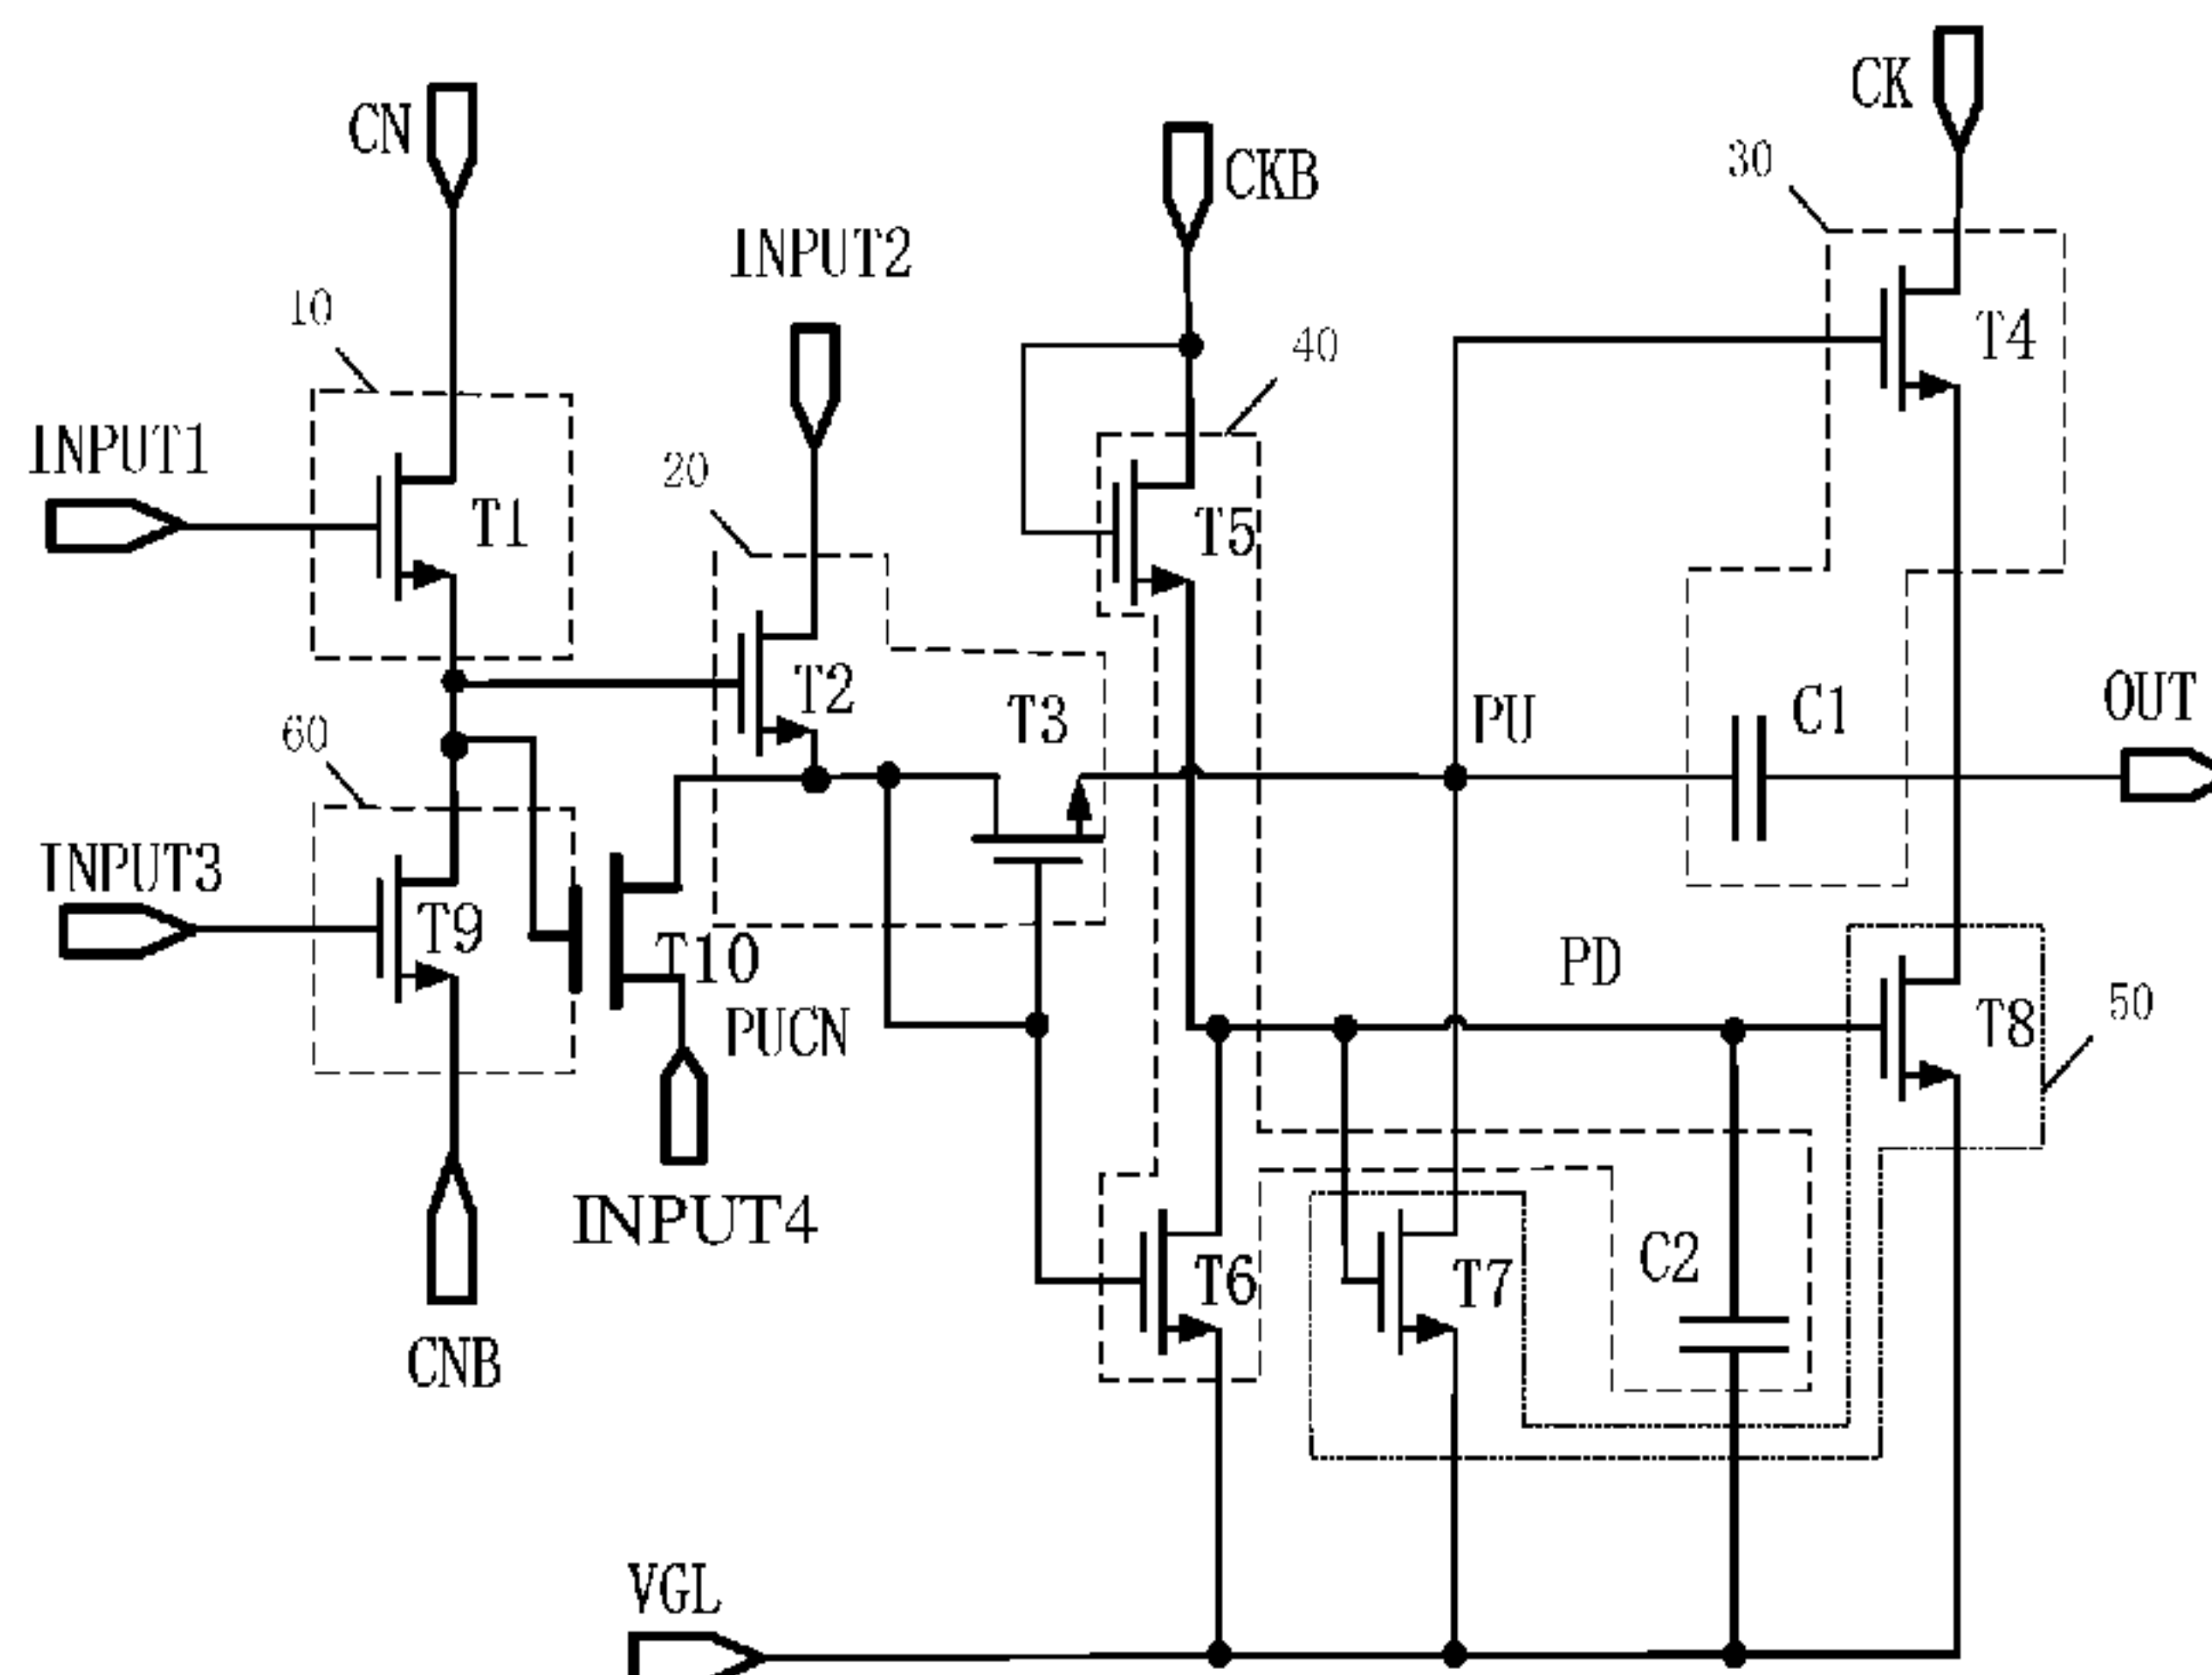 CK
CN
30
CKB
INPUT2
10
T4
40
INPUT1
20
T1
T5
T2
T3
PU
C1
OUT
60
INPUT3
T9
T10
PD
50
PUCN
T8
INPUT4
T6
T7
C2
CNB
VGL